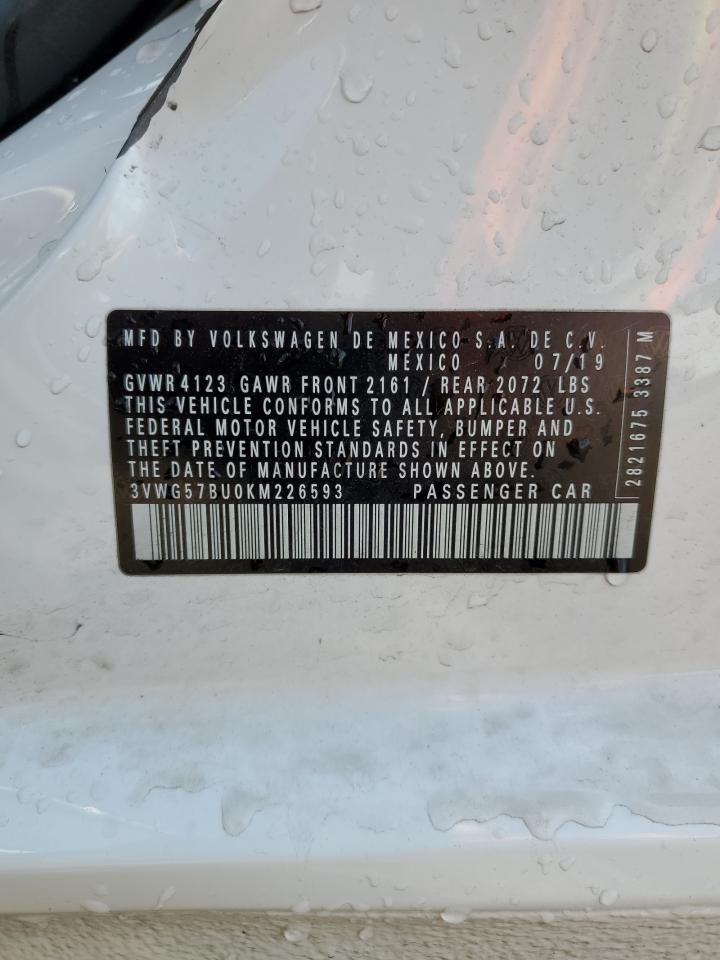 MFD BY VOLKSWAGEN DE MEXICO S.A. DE C.V.
MEXICO 07/19
GVWR 4123 GAWR FRONT 2161 / REAR 2072 LBS
THIS VEHICLE CONFORMS TO ALL APPLICABLE U.S.
FEDERAL MOTOR VEHICLE SAFETY, BUMPER AND
THEFT PREVENTION STANDARDS IN EFFECT ON
THE DATE OF MANUFACTURE SHOWN ABOVE.
3VWG57BU0KM226593 PASSENGER CAR
2821675 3387 M